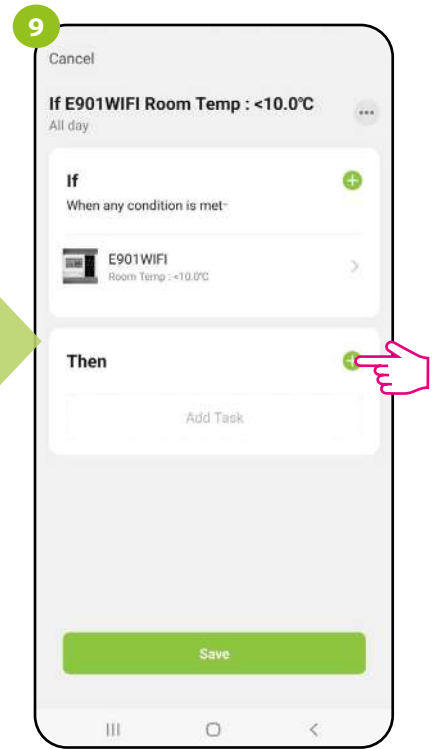 9
Cancel
If E901WIFI Room Temp : <10.0°C
All day
If
When any condition is met
E901WIFI
Room Temp : <10.0°C
Then
Add Task
Save